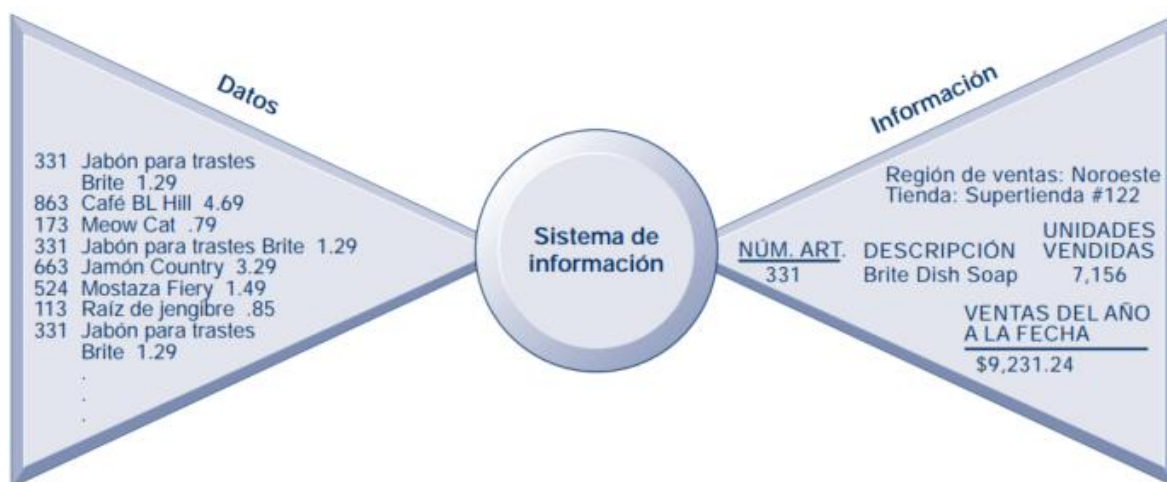 Datos
331 Jabón para trastes
Brite 1.29
863 Café BL Hill 4.69
173 Meow Cat .79
331 Jabón para trastes Brite 1.29
663 Jamón Country 3.29
524 Mostaza Fiery 1.49
113 Raíz de jengibre .85
331 Jabón para trastes
Brite 1.29
.
.
.
Sistema de
información
Información
Región de ventas: Noroeste
Tienda: Supertienda #122
UNIDADES
NÚM. ART. DESCRIPCIÓN VENDIDAS
331 Brite Dish Soap 7,156
VENTAS DEL AÑO
A LA FECHA
$9,231.24